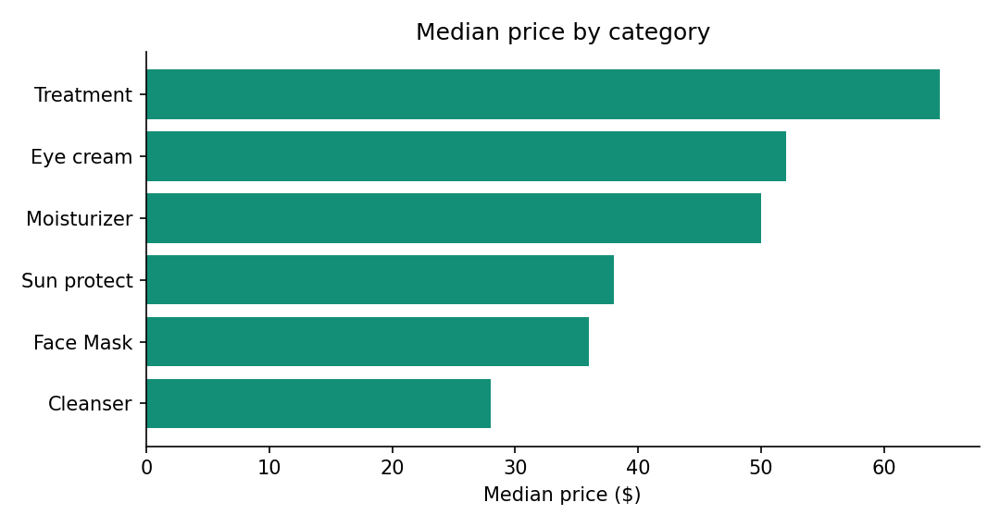 Median price by category
Treatment
Eye cream
Moisturizer
Sun protect
Face Mask
Cleanser
0 10 20 30 40 50 60
Median price ($)